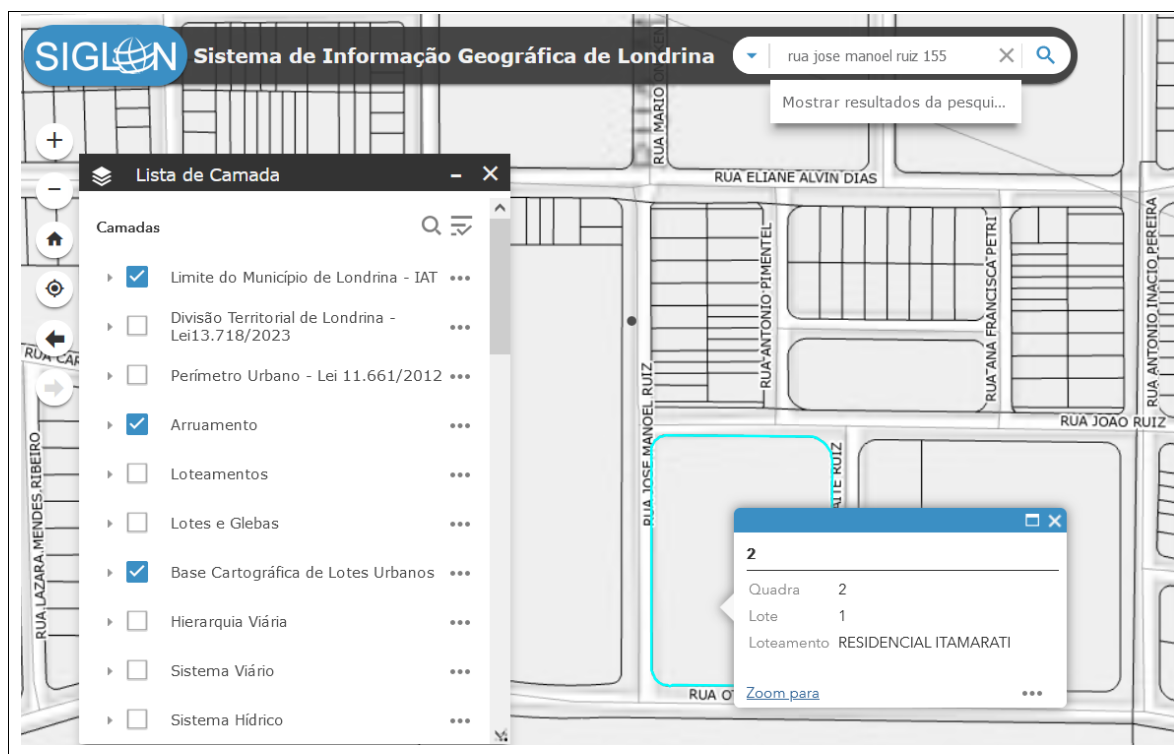 SIGLON
Sistema de Informação Geográfica de Londrina
rua jose manoel ruiz 155
Mostrar resultados da pesqui...
RUA MARIO
RUA ELIANE ALVIN DIAS
Lista de Camada
Camadas
Limite do Município de Londrina - IAT
Divisão Territorial de Londrina -
Lei13.718/2023
Perímetro Urbano - Lei 11.661/2012
Arruamento
Loteamentos
Lotes e Glebas
Base Cartográfica de Lotes Urbanos
Hierarquia Viária
Sistema Viário
Sistema Hídrico
RUA CAR
RUA LAZARA MENDES RIBEIRO
RUA JOSE MANOEL RUIZ
RUA ANTONIO PIMENTEL
RUA ANA FRANCISCA PETRI
RUA ANTONIO INACIO PEREIRA
RUA JOAO RUIZ
RUIZ
2
Quadra 2
Lote 1
Loteamento RESIDENCIAL ITAMARATI
Zoom para
RUA